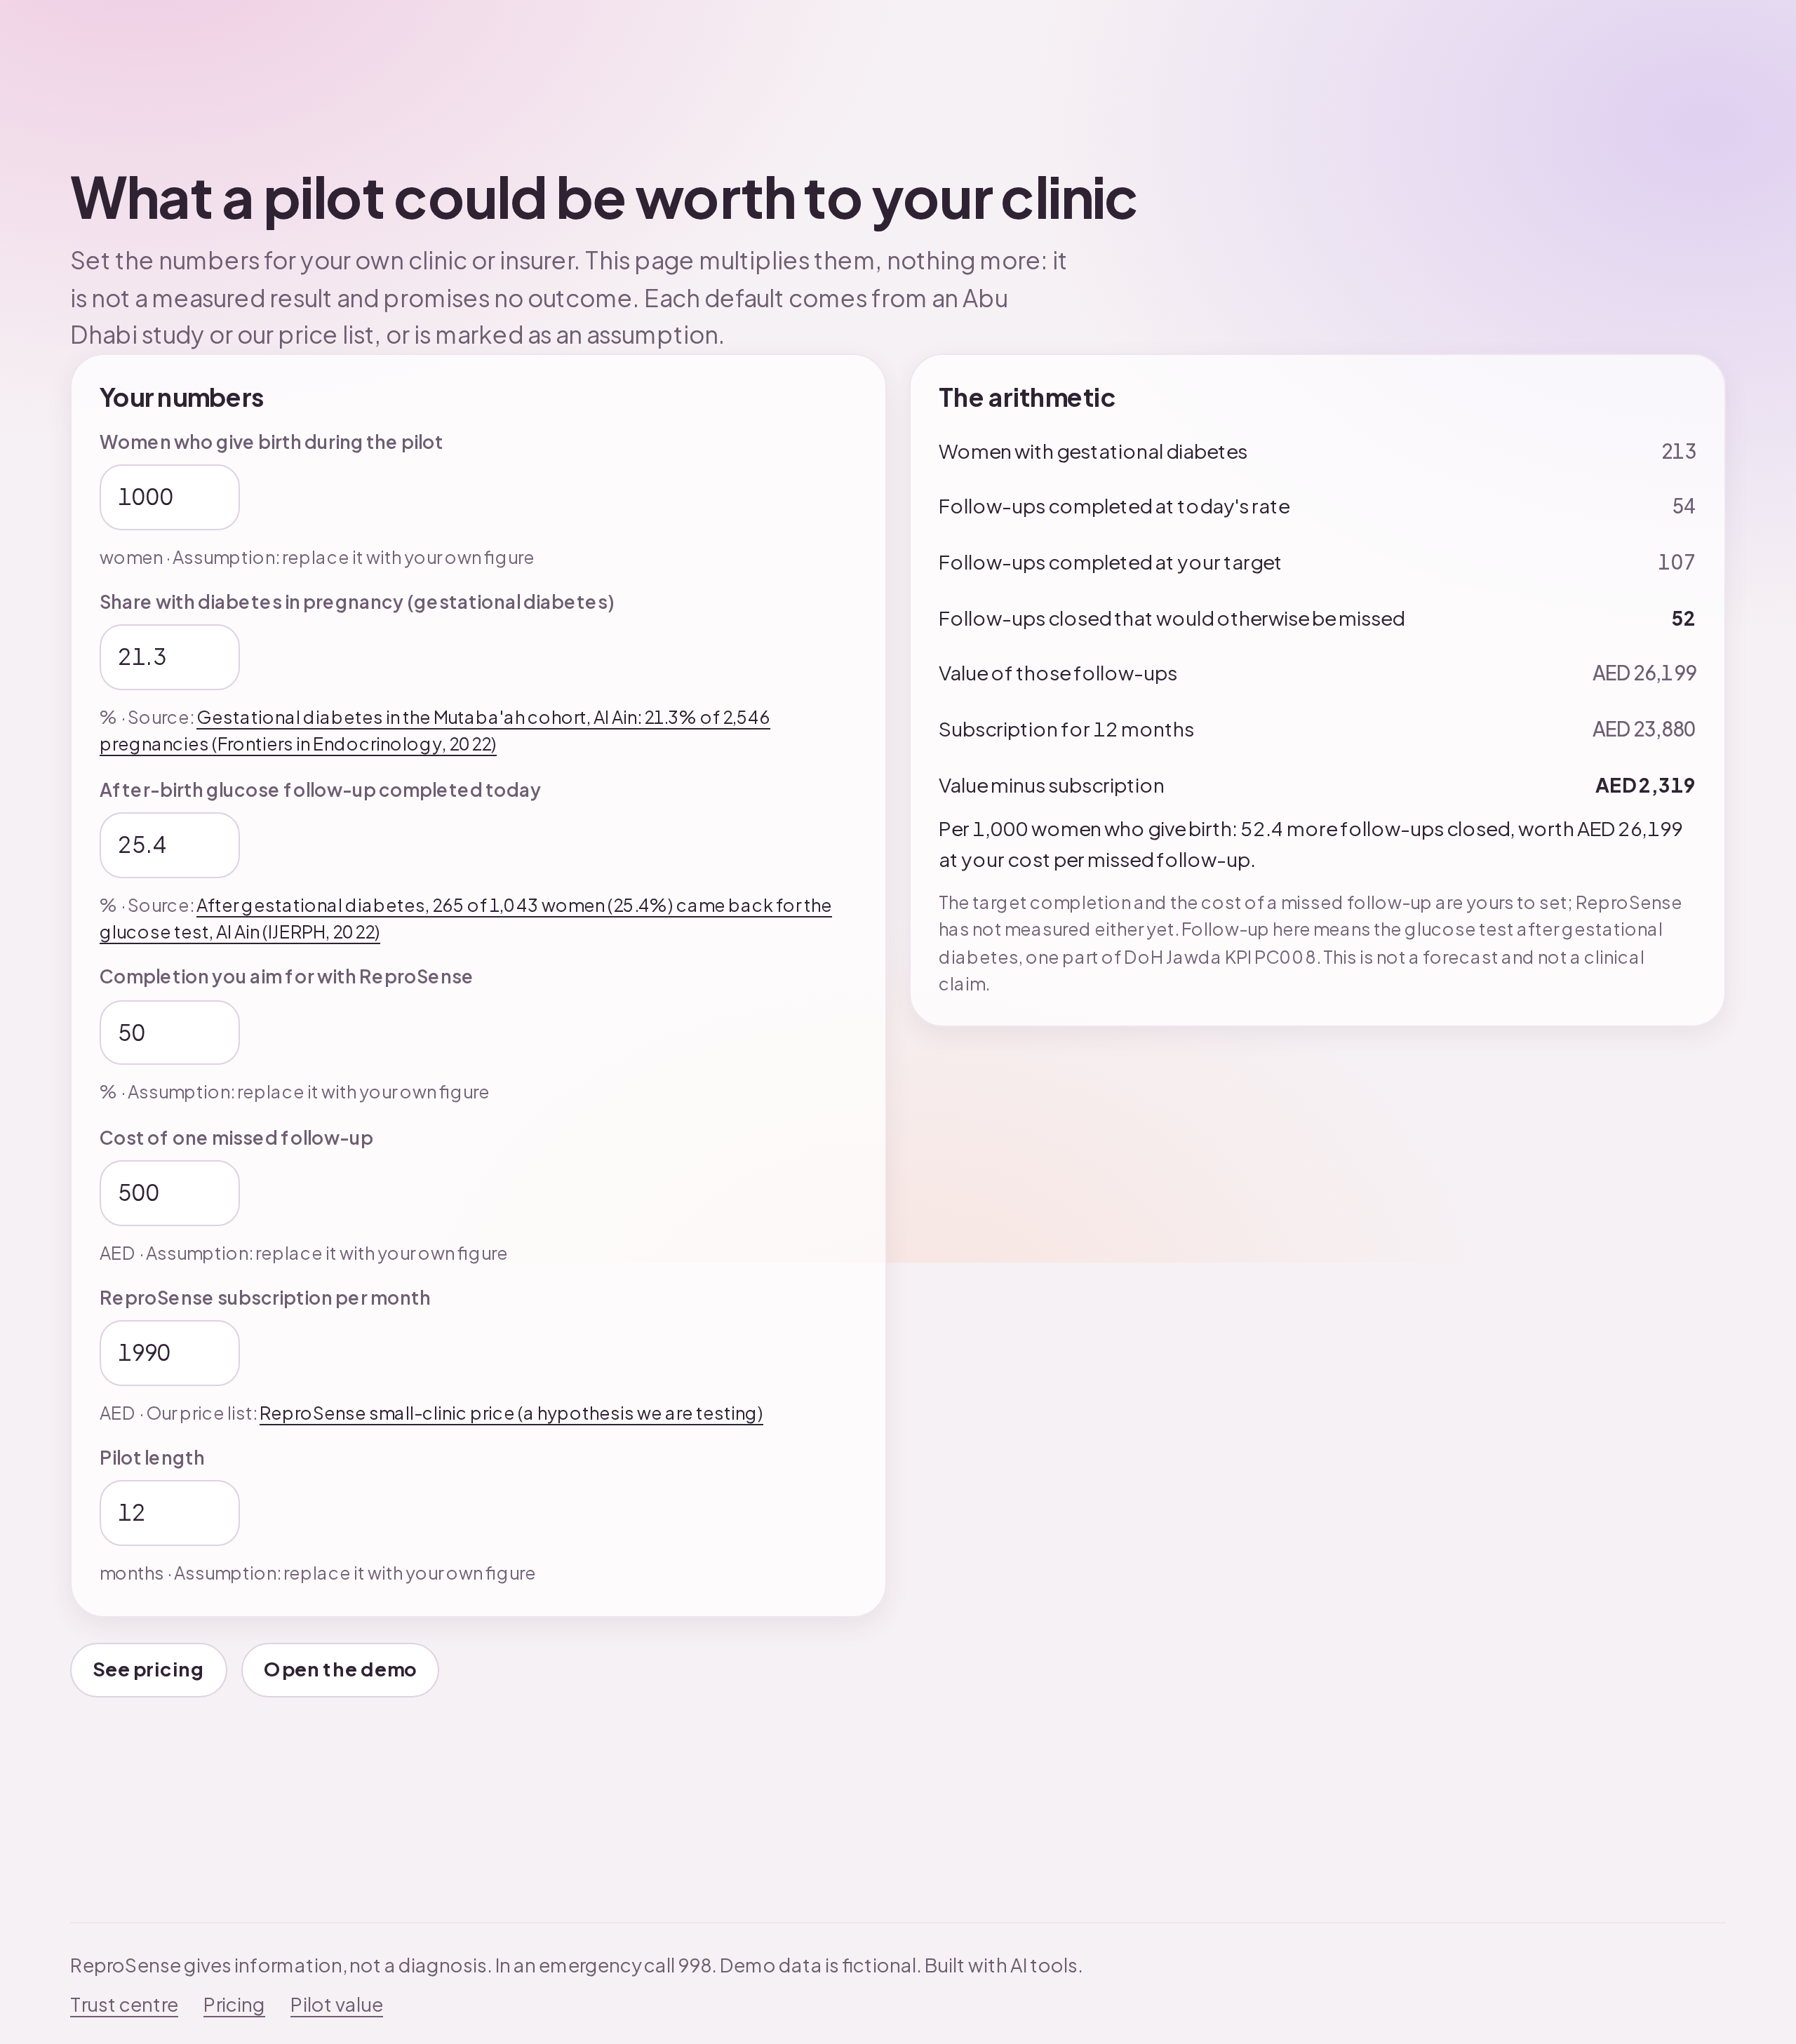 What a pilot could be worth to your clinic
Set the numbers for your own clinic or insurer. This page multiplies them, nothing more: it
is not a measured result and promises no outcome. Each default comes from an Abu
Dhabi study or our price list, or is marked as an assumption.
Your numbers
Women who give birth during the pilot
1000
women · Assumption: replace it with your own figure
Share with diabetes in pregnancy (gestational diabetes)
21.3
% · Source: Gestational diabetes in the Mutaba'ah cohort, Al Ain: 21.3% of 2,546
pregnancies (Frontiers in Endocrinology, 2022)
After-birth glucose follow-up completed today
25.4
% · Source: After gestational diabetes, 265 of 1,043 women (25.4%) came back for the
glucose test, Al Ain (IJERPH, 2022)
Completion you aim for with ReproSense
50
% · Assumption: replace it with your own figure
Cost of one missed follow-up
500
AED · Assumption: replace it with your own figure
ReproSense subscription per month
1990
AED · Our price list: ReproSense small-clinic price (a hypothesis we are testing)
Pilot length
12
months · Assumption: replace it with your own figure
The arithmetic
Women with gestational diabetes 213
Follow-ups completed at today's rate 54
Follow-ups completed at your target 107
Follow-ups closed that would otherwise be missed 52
Value of those follow-ups AED 26,199
Subscription for 12 months AED 23,880
Value minus subscription AED 2,319
Per 1,000 women who give birth: 52.4 more follow-ups closed, worth AED 26,199
at your cost per missed follow-up.
The target completion and the cost of a missed follow-up are yours to set; ReproSense
has not measured either yet. Follow-up here means the glucose test after gestational
diabetes, one part of DoH Jawda KPI PC008. This is not a forecast and not a clinical
claim.
See pricing
Open the demo
ReproSense gives information, not a diagnosis. In an emergency call 998. Demo data is fictional. Built with AI tools.
Trust centre Pricing Pilot value